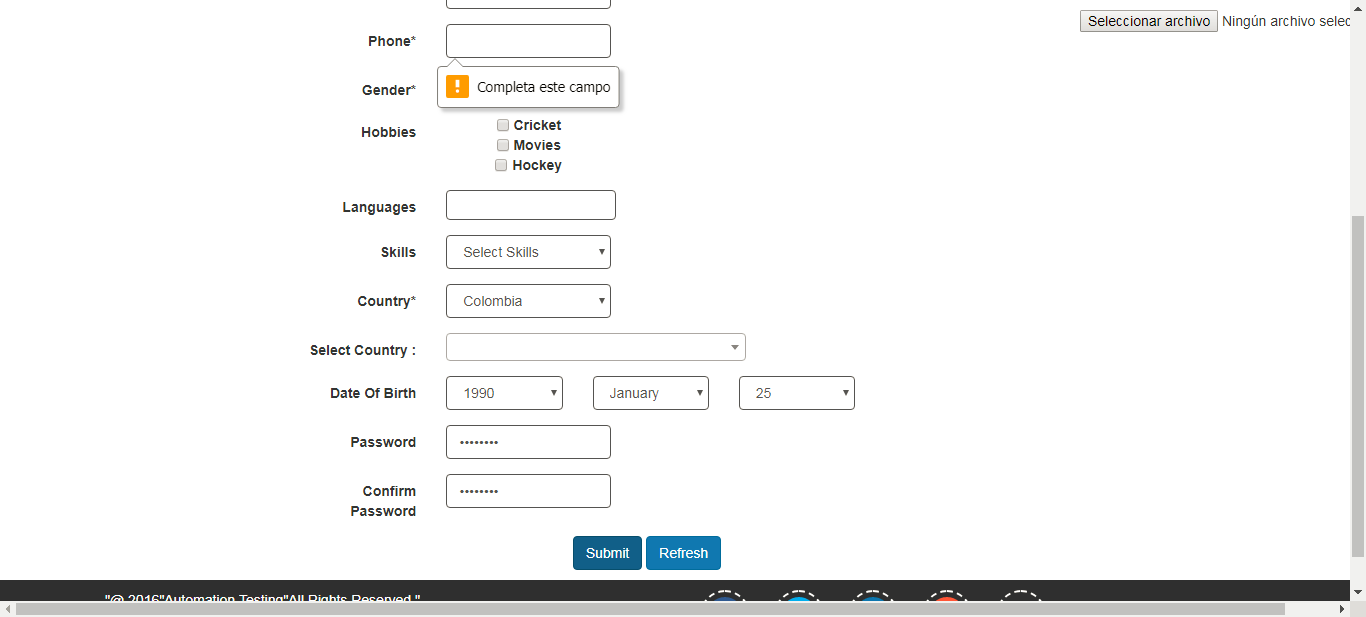 Seleccionar archivo Ningún archivo selec
Phone*
! Completa este campo
Gender*
Hobbies
Cricket
Movies
Hockey
Languages
Skills Select Skills
Country* Colombia
Select Country :
Date Of Birth 1990 January 25
Password ••••••••
Confirm
Password ••••••••
Submit Refresh
"@ 2016"Automation Testing"All Rights Reserved."